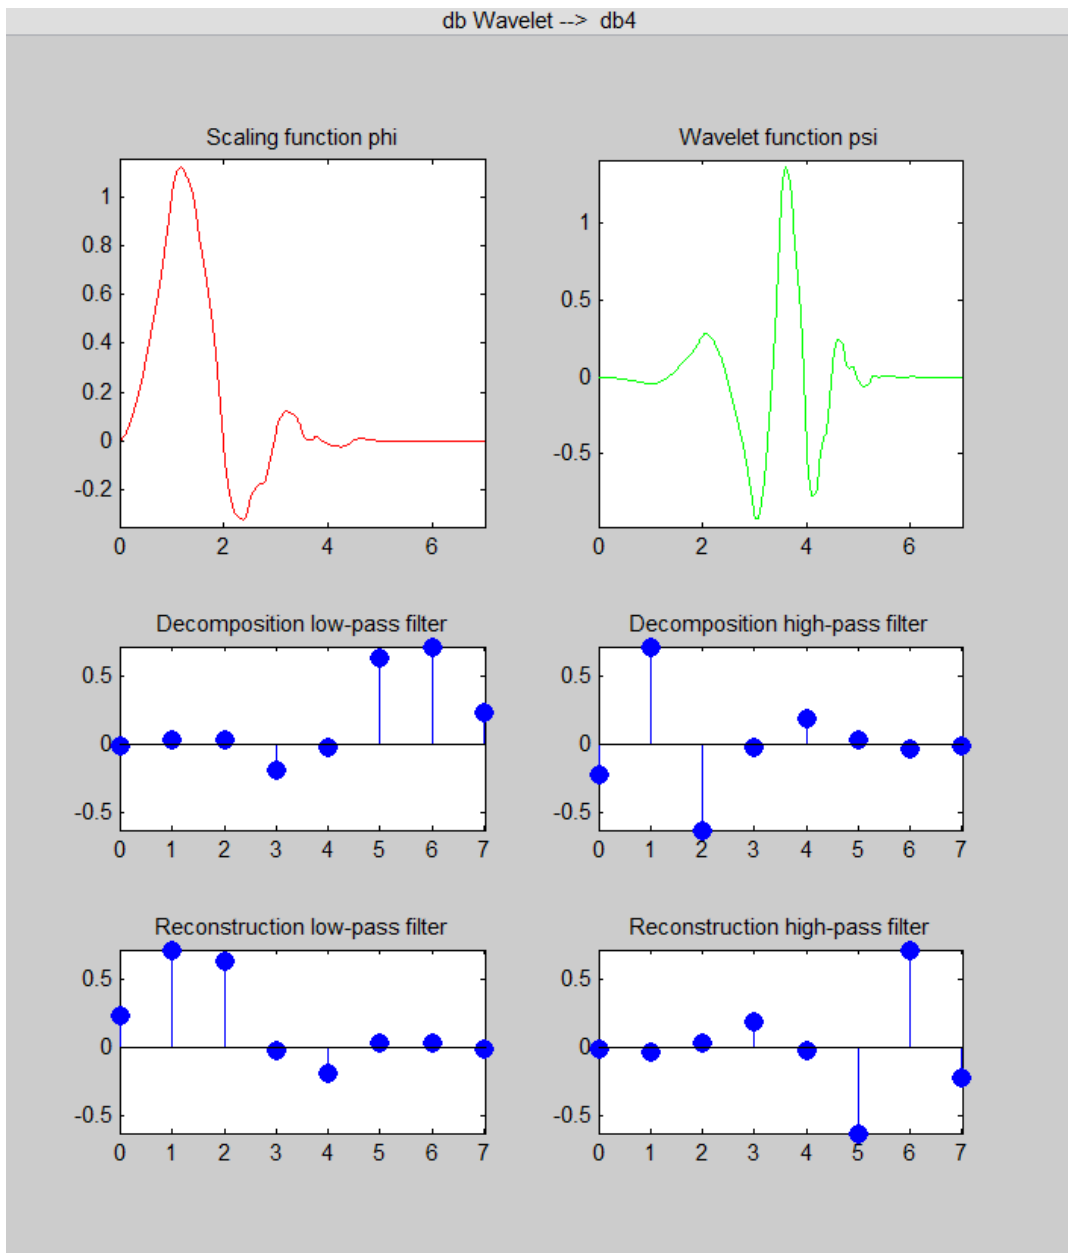 db Wavelet --> db4
Scaling function phi
Wavelet function psi
1
0.8
0.6
0.4
0.2
0
-0.2
0 2 4 6
1
0.5
0
-0.5
0 2 4 6
Decomposition low-pass filter
Decomposition high-pass filter
0.5
0
-0.5
0 1 2 3 4 5 6 7
0.5
0
-0.5
0 1 2 3 4 5 6 7
Reconstruction low-pass filter
Reconstruction high-pass filter
0.5
0
-0.5
0 1 2 3 4 5 6 7
0.5
0
-0.5
0 1 2 3 4 5 6 7